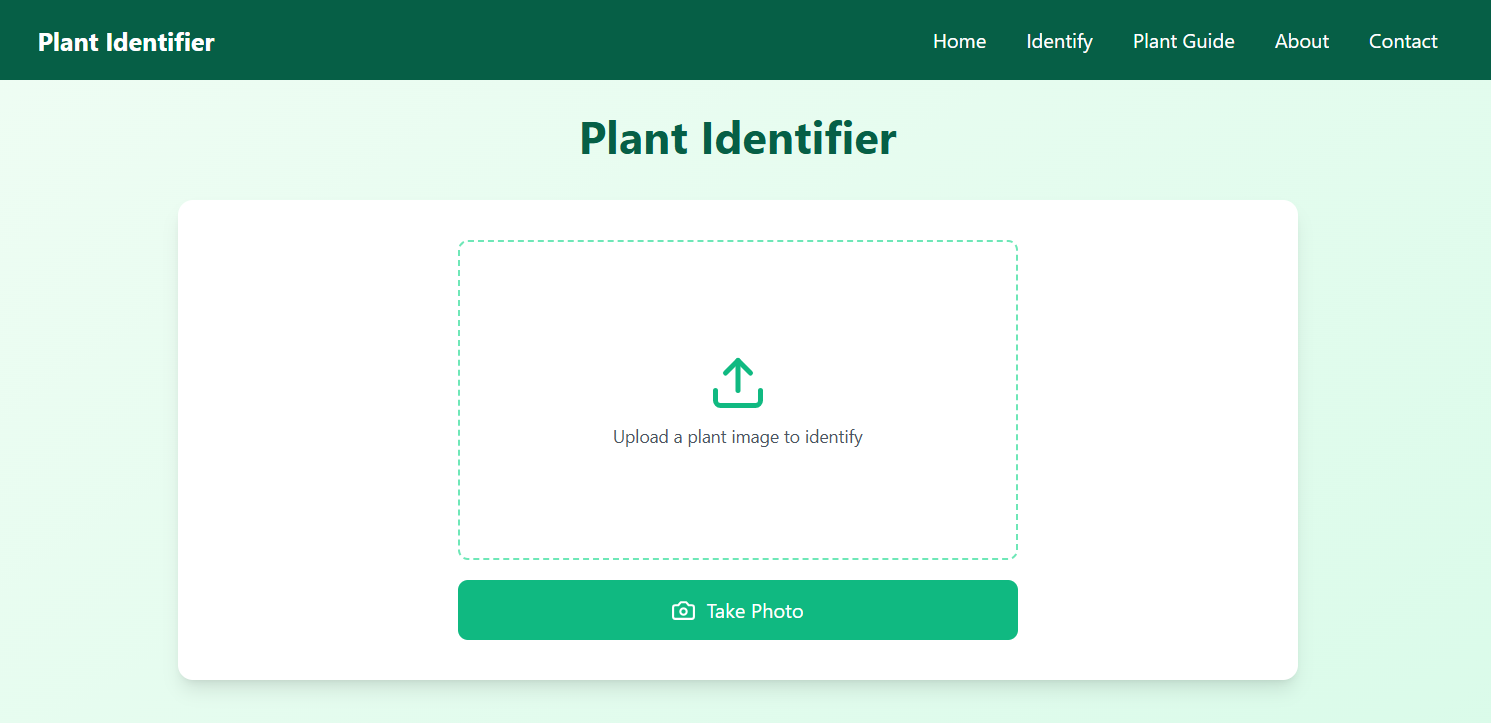 Plant Identifier
Home Identify Plant Guide About Contact
Plant Identifier
Upload a plant image to identify
Take Photo